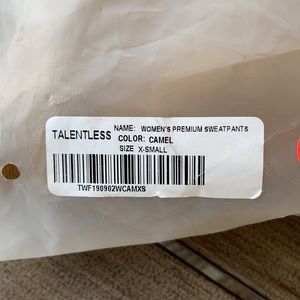 TALENTLESS
NAME: WOMEN'S PREMIUM SWEATPANTS
COLOR: CAMEL
SIZE X-SMALL
TWF190902WCAMXS